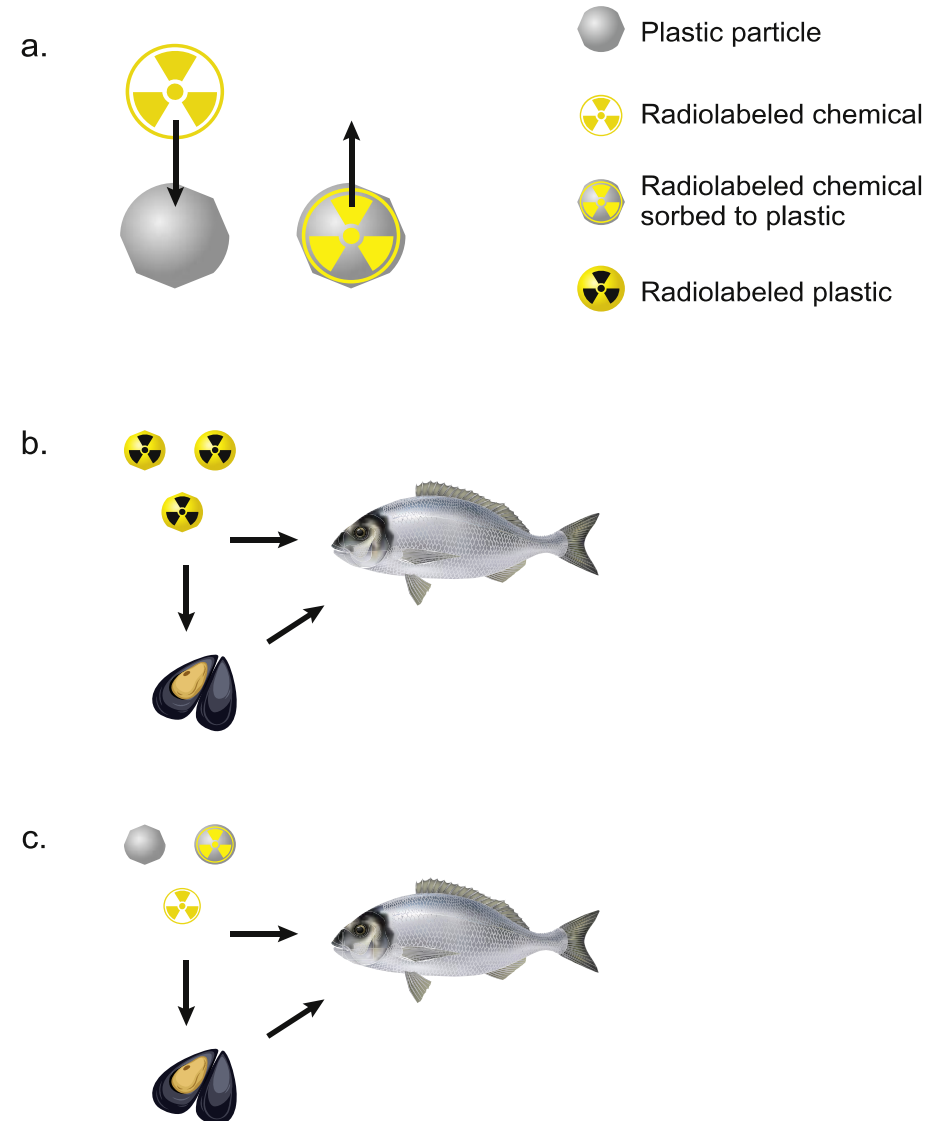 a.
Plastic particle
Radiolabeled chemical
Radiolabeled chemical
sorbed to plastic
Radiolabeled plastic
b.
c.